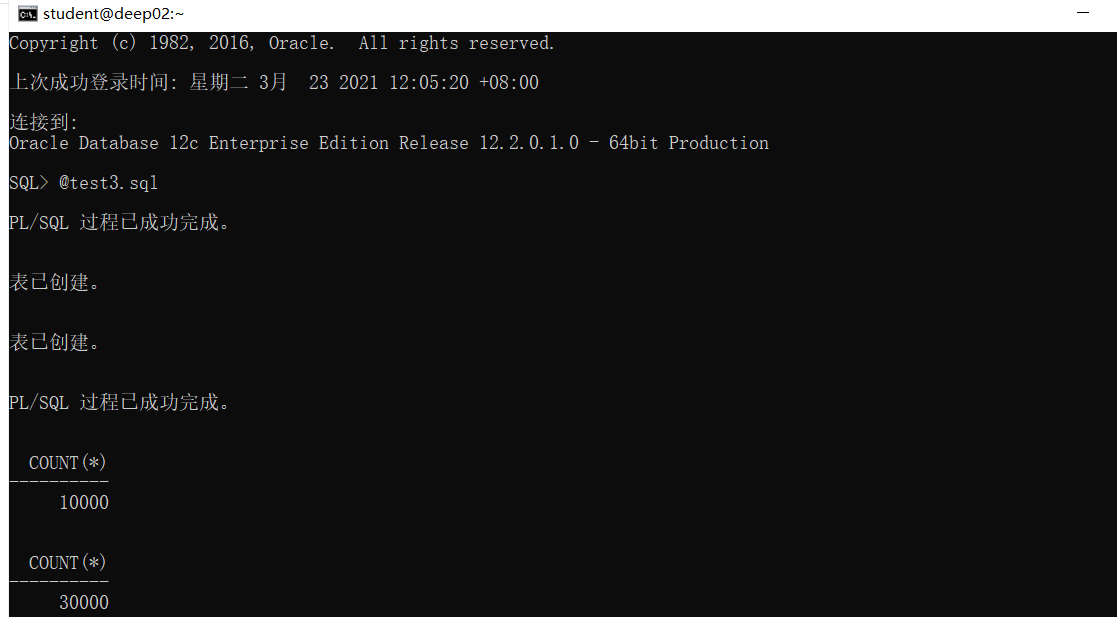 student@deep02:~
Copyright (c) 1982, 2016, Oracle.  All rights reserved.
上次成功登录时间: 星期二 3月  23 2021 12:05:20 +08:00
连接到:
Oracle Database 12c Enterprise Edition Release 12.2.0.1.0 - 64bit Production
SQL> @test3.sql
PL/SQL 过程已成功完成。
表已创建。
表已创建。
PL/SQL 过程已成功完成。
  COUNT(*)
----------
     10000
  COUNT(*)
----------
     30000